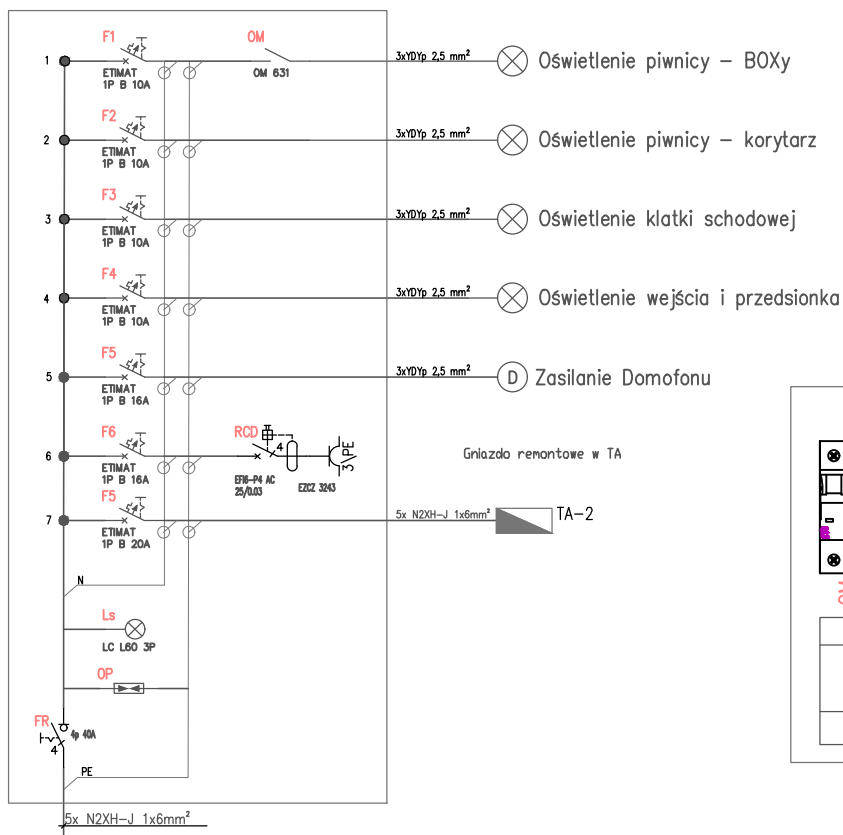 F1
OM
1
ETIMAT
1P B 10A
OM 631
3xYDYp 2,5 mm²
Oświetlenie piwnicy – BOXy
F2
2
ETIMAT
1P B 10A
3xYDYp 2,5 mm²
Oświetlenie piwnicy – korytarz
F3
3
ETIMAT
1P B 10A
3xYDYp 2,5 mm²
Oświetlenie klatki schodowej
F4
4
ETIMAT
1P B 10A
3xYDYp 2,5 mm²
Oświetlenie wejścia i przedsionka
F5
5
ETIMAT
1P B 16A
3xYDYp 2,5 mm²
D
Zasilanie Domofonu
F6
RCD
6
ETIMAT
1P B 16A
4
EFI6-P4 AC
25/0.03
EZCZ 3243
3\/PE
Gniazdo remontowe w TA
F5
7
ETIMAT
1P B 20A
5x N2XH-J 1x6mm²
TA-2
N
Ls
LC L60 3P
OP
FR
4p 40A
4
PE
5x N2XH-J 1x6mm²